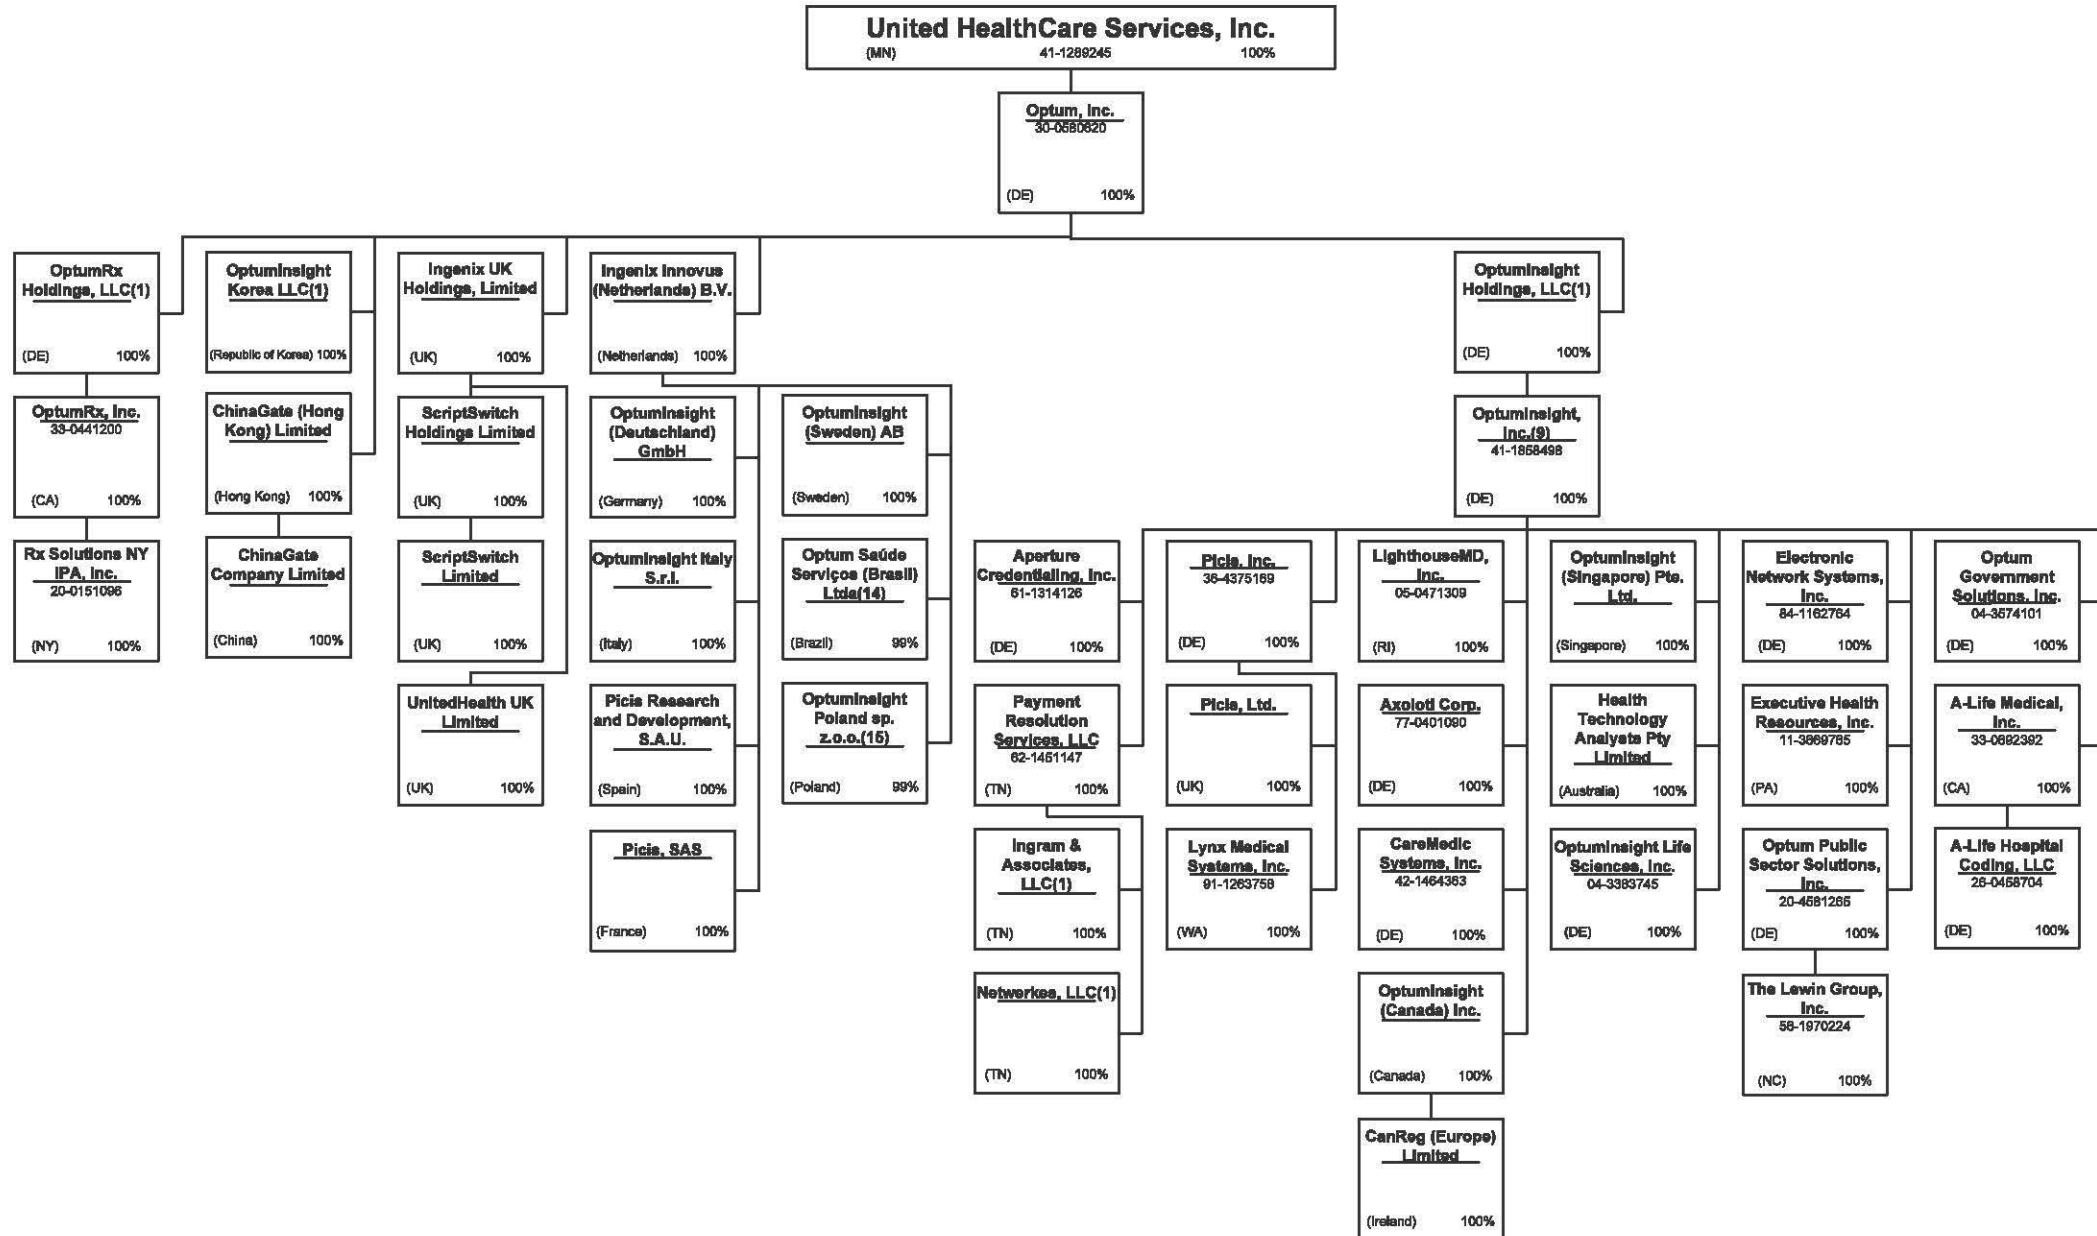 United HealthCare Services, Inc.
(MN) 41-1289245 100%
Optum, Inc.
30-0580620
(DE) 100%
OptumRx
Holdings, LLC(1)
(DE) 100%
OptumInsight
Korea LLC(1)
(Republic of Korea) 100%
Ingenix UK
Holdings, Limited
(UK) 100%
Ingenix Innovus
(Netherlands) B.V.
(Netherlands) 100%
OptumInsight
Holdings, LLC(1)
(DE) 100%
OptumRx, Inc.
33-0441200
(CA) 100%
ChinaGate (Hong
Kong) Limited
(Hong Kong) 100%
ScriptSwitch
Holdings Limited
(UK) 100%
OptumInsight
(Deutschland)
GmbH
(Germany) 100%
OptumInsight
(Sweden) AB
(Sweden) 100%
OptumInsight,
Inc.(9)
41-1858498
(DE) 100%
Rx Solutions NY
IPA, Inc.
20-0151096
(NY) 100%
ChinaGate
Company Limited
(China) 100%
ScriptSwitch
Limited
(UK) 100%
OptumInsight Italy
S.r.l.
(Italy) 100%
Optum Saúde
Serviços (Brasil)
Ltda(14)
(Brazil) 99%
Aperture
Credentialing, Inc.
61-1314126
(DE) 100%
Picis, Inc.
36-4375169
(DE) 100%
LighthouseMD,
Inc.
05-0471309
(RI) 100%
OptumInsight
(Singapore) Pte.
Ltd.
(Singapore) 100%
Electronic
Network Systems,
Inc.
84-1162764
(DE) 100%
Optum
Government
Solutions, Inc.
04-3574101
(DE) 100%
UnitedHealth UK
Limited
(UK) 100%
Picis Research
and Development,
S.A.U.
(Spain) 100%
OptumInsight
Poland sp.
z.o.o.(15)
(Poland) 99%
Payment
Resolution
Services, LLC
62-1451147
(TN) 100%
Picis, Ltd.
(UK) 100%
Axolotl Corp.
77-0401090
(DE) 100%
Health
Technology
Analysts Pty
Limited
(Australia) 100%
Executive Health
Resources, Inc.
11-3669765
(PA) 100%
A-Life Medical,
Inc.
33-0692392
(CA) 100%
Picis, SAS
(France) 100%
Ingram &
Associates,
LLC(1)
(TN) 100%
Lynx Medical
Systems, Inc.
91-1263758
(WA) 100%
CareMedic
Systems, Inc.
42-1464363
(DE) 100%
OptumInsight Life
Sciences, Inc.
04-3383745
(DE) 100%
Optum Public
Sector Solutions,
Inc.
20-4581265
(DE) 100%
A-Life Hospital
Coding, LLC
26-0458704
(DE) 100%
Netwerkes, LLC(1)
(TN) 100%
OptumInsight
(Canada) Inc.
(Canada) 100%
The Lewin Group,
Inc.
56-1970224
(NC) 100%
CanReg (Europe)
Limited
(Ireland) 100%